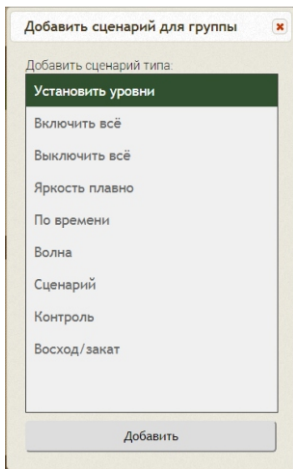 Добавить сценарий для группы
Добавить сценарий типа:
Установить уровни
Включить всё
Выключить всё
Яркость плавно
По времени
Волна
Сценарий
Контроль
Восход/закат
Добавить